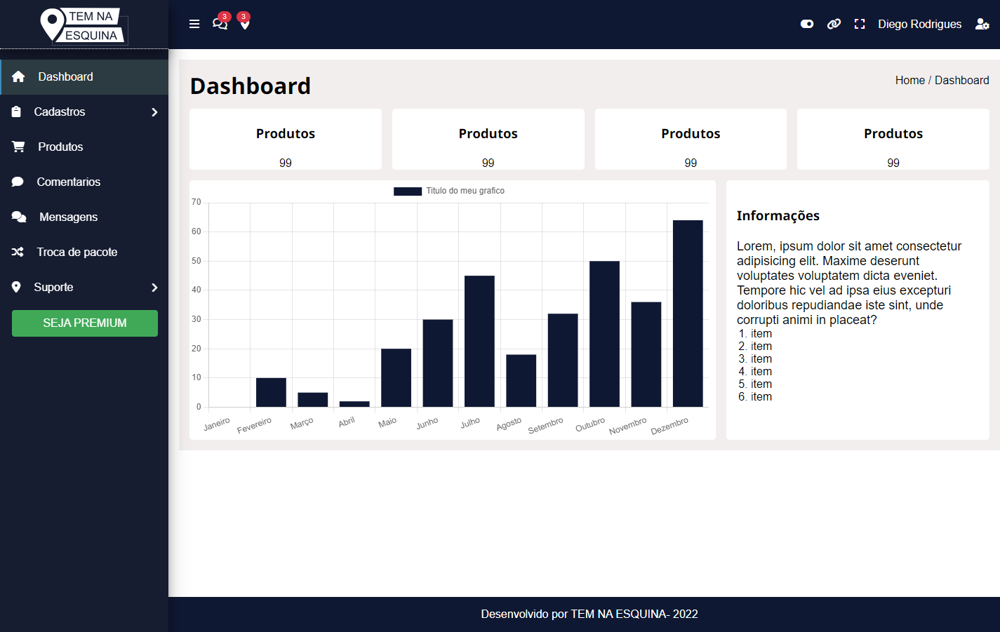 TEM NA
ESQUINA
3
3
Diego Rodrigues
Dashboard
Cadastros
Produtos
Comentarios
Mensagens
Troca de pacote
Suporte
SEJA PREMIUM
Dashboard
Home / Dashboard
Produtos
99
Produtos
99
Produtos
99
Produtos
99
Titulo do meu grafico
70
60
50
40
30
20
10
0
Janeiro
Fevereiro
Março
Abril
Maio
Junho
Julho
Agosto
Setembro
Outubro
Novembro
Dezembro
Informações
Lorem, ipsum dolor sit amet consectetur
adipisicing elit. Maxime deserunt
voluptates voluptatem dicta eveniet.
Tempore hic vel ad ipsa eius excepturi
doloribus repudiandae iste sint, unde
corrupti animi in placeat?
1. item
2. item
3. item
4. item
5. item
6. item
Desenvolvido por TEM NA ESQUINA- 2022